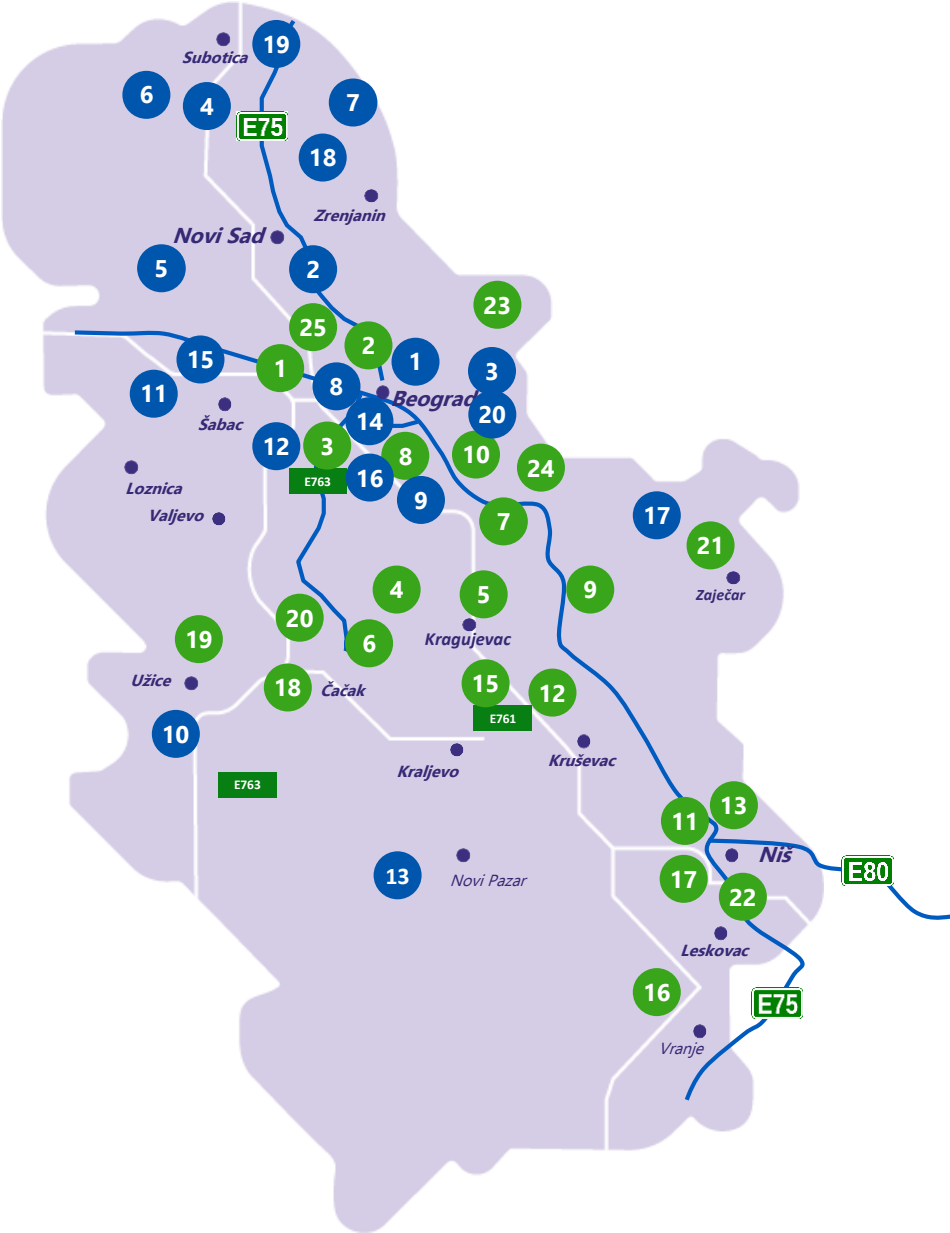 19
Subotica
6
4
7
E75
18
Zrenjanin
Novi Sad
5
2
23
25
2
15
1
1
3
8
11
Beograd
20
Šabac
14
12
3
8
10
24
Loznica
E763
16
9
Valjevo
7
17
21
Zaječar
4
5
9
20
19
6
Kragujevac
Užice
18
Čačak
15
12
E761
10
Kraljevo
Kruševac
E763
13
11
Niš
E80
13
Novi Pazar
17
22
Leskovac
16
E75
Vranje